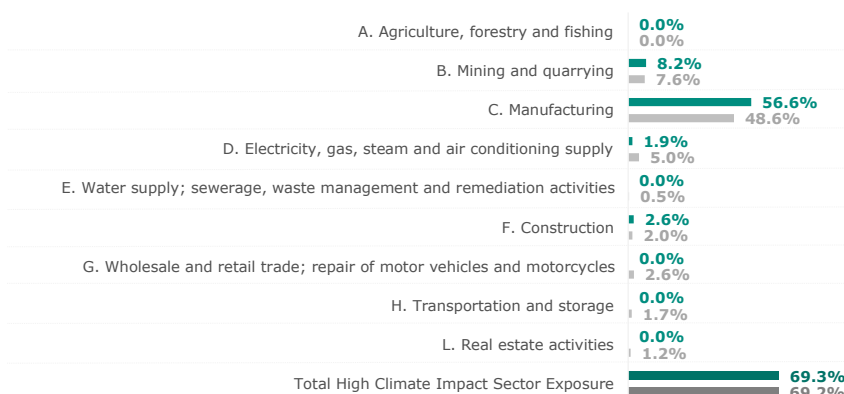 A. Agriculture, forestry and fishing 0.0%
0.0%
B. Mining and quarrying 8.2%
7.6%
C. Manufacturing 56.6%
48.6%
D. Electricity, gas, steam and air conditioning supply 1.9%
5.0%
E. Water supply; sewerage, waste management and remediation activities 0.0%
0.5%
F. Construction 2.6%
2.0%
G. Wholesale and retail trade; repair of motor vehicles and motorcycles 0.0%
2.6%
H. Transportation and storage 0.0%
1.7%
L. Real estate activities 0.0%
1.2%
Total High Climate Impact Sector Exposure 69.3%
69.2%